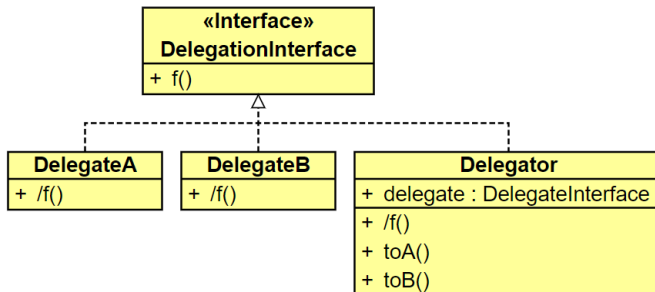 «Interface»
DelegationInterface
+ f()
DelegateA
+ /f()
DelegateB
+ /f()
Delegator
+ delegate : DelegateInterface
+ /f()
+ toA()
+ toB()